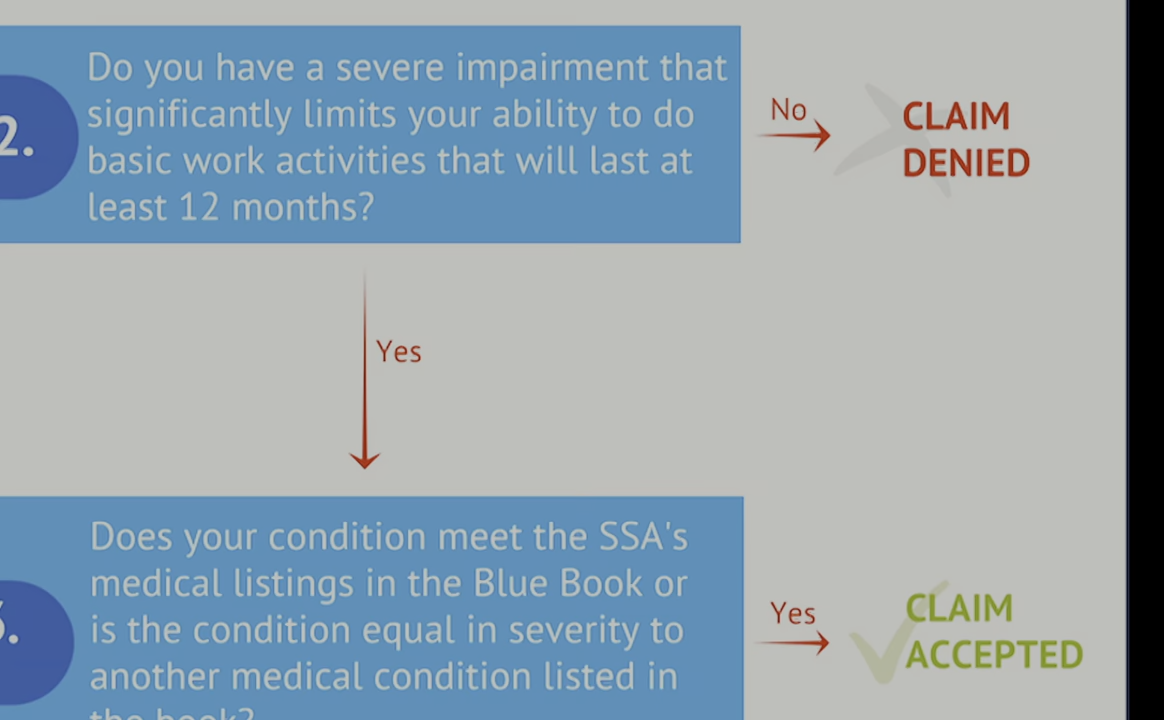 2.
Do you have a severe impairment that
significantly limits your ability to do
basic work activities that will last at
least 12 months?
No
CLAIM
DENIED
Yes
Does your condition meet the SSA's
medical listings in the Blue Book or
is the condition equal in severity to
another medical condition listed in
the book?
Yes
CLAIM
ACCEPTED